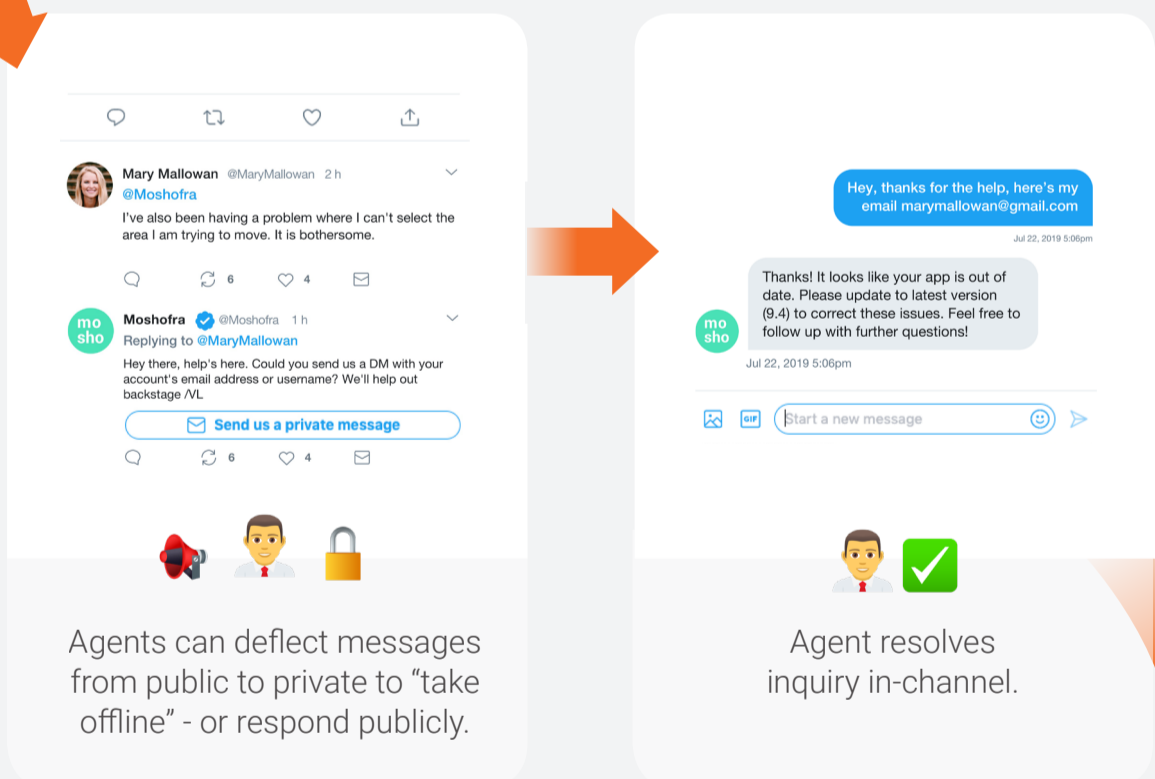 Mary Mallowan @MaryMallowan 2 h
@Moshofra
I've also been having a problem where I can't select the
area I am trying to move. It is bothersome.
6 4
mo
sho
Moshofra @Moshofra 1 h
Replying to @MaryMallowan
Hey there, help's here. Could you send us a DM with your
account's email address or username? We'll help out
backstage /VL
Send us a private message
6 4
Agents can deflect messages
from public to private to “take
offline” - or respond publicly.
Hey, thanks for the help, here's my
email marymallowan@gmail.com
Jul 22, 2019 5:06pm
Thanks! It looks like your app is out of
date. Please update to latest version
(9.4) to correct these issues. Feel free to
follow up with further questions!
mo
sho
Jul 22, 2019 5:06pm
GIF Start a new message
Agent resolves
inquiry in-channel.